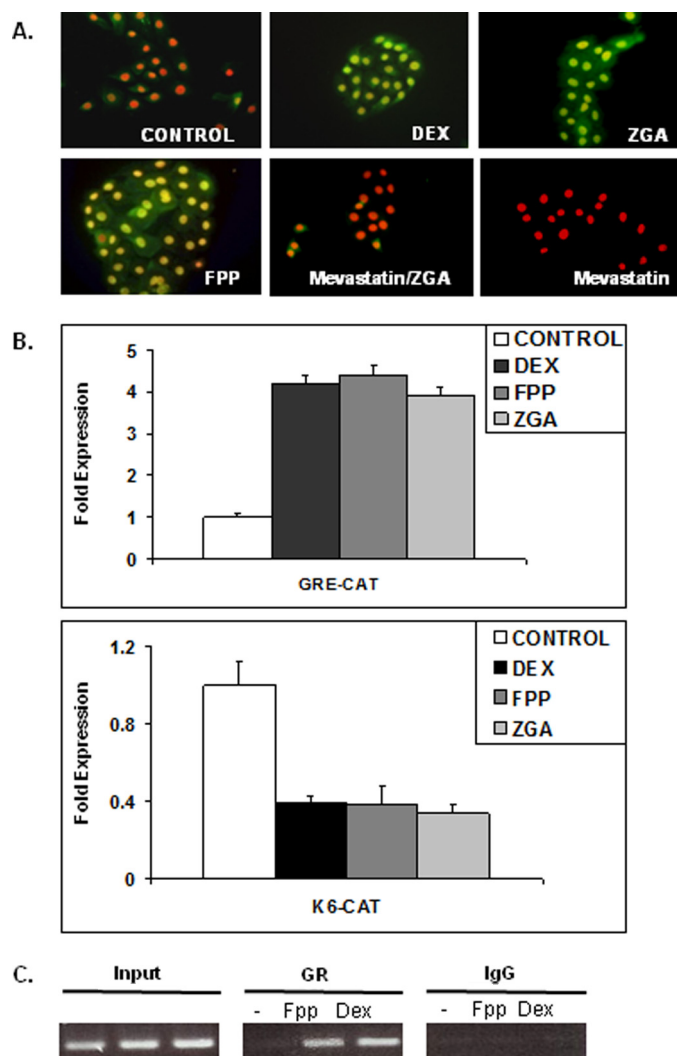 A.
CONTROL
DEX
ZGA
FPP
Mevastatin/ZGA
Mevastatin
B.
CONTROL
DEX
FPP
ZGA
5
4
3
2
1
0
Fold Expression
GRE-CAT
CONTROL
DEX
FPP
ZGA
1.2
0.8
0.4
0
Fold Expression
K6-CAT
C.
Input GR IgG
- Fpp Dex - Fpp Dex